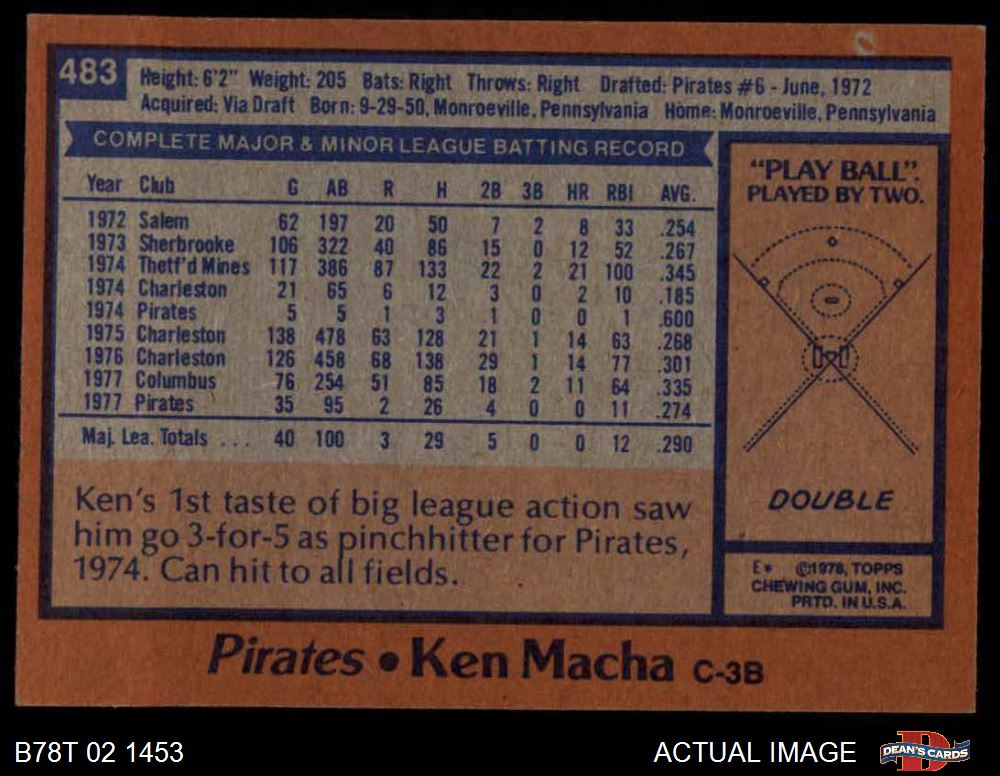 483
Height: 6'2" Weight: 205 Bats: Right Throws: Right Drafted: Pirates #6 - June, 1972
Acquired: Via Draft Born: 9-29-50, Monroeville, Pennsylvania Home: Monroeville, Pennsylvania
COMPLETE MAJOR & MINOR LEAGUE BATTING RECORD
Year Club G AB R H 2B 3B HR RBI AVG.
1972 Salem 62 197 20 50 7 2 8 33 .254
1973 Sherbrooke 106 322 40 86 15 0 12 52 .267
1974 Thetf'd Mines 117 386 87 133 22 2 21 100 .345
1974 Charleston 21 65 6 12 3 0 2 10 .185
1974 Pirates 5 5 1 3 1 0 0 1 .600
1975 Charleston 138 478 63 128 21 1 14 63 .268
1976 Charleston 126 458 68 138 29 1 14 77 .301
1977 Columbus 76 254 51 85 18 2 11 64 .335
1977 Pirates 35 95 2 26 4 0 0 11 .274
Maj. Lea. Totals . . . 40 100 3 29 5 0 0 12 .290
Ken's 1st taste of big league action saw
him go 3-for-5 as pinchhitter for Pirates,
1974. Can hit to all fields.
"PLAY BALL".
PLAYED BY TWO.
DOUBLE
E* ©1978, TOPPS
CHEWING GUM, INC.
PRTD. IN U.S.A.
Pirates • Ken Macha C-3B
B78T 02 1453
ACTUAL IMAGE
DEAN'S CARDS